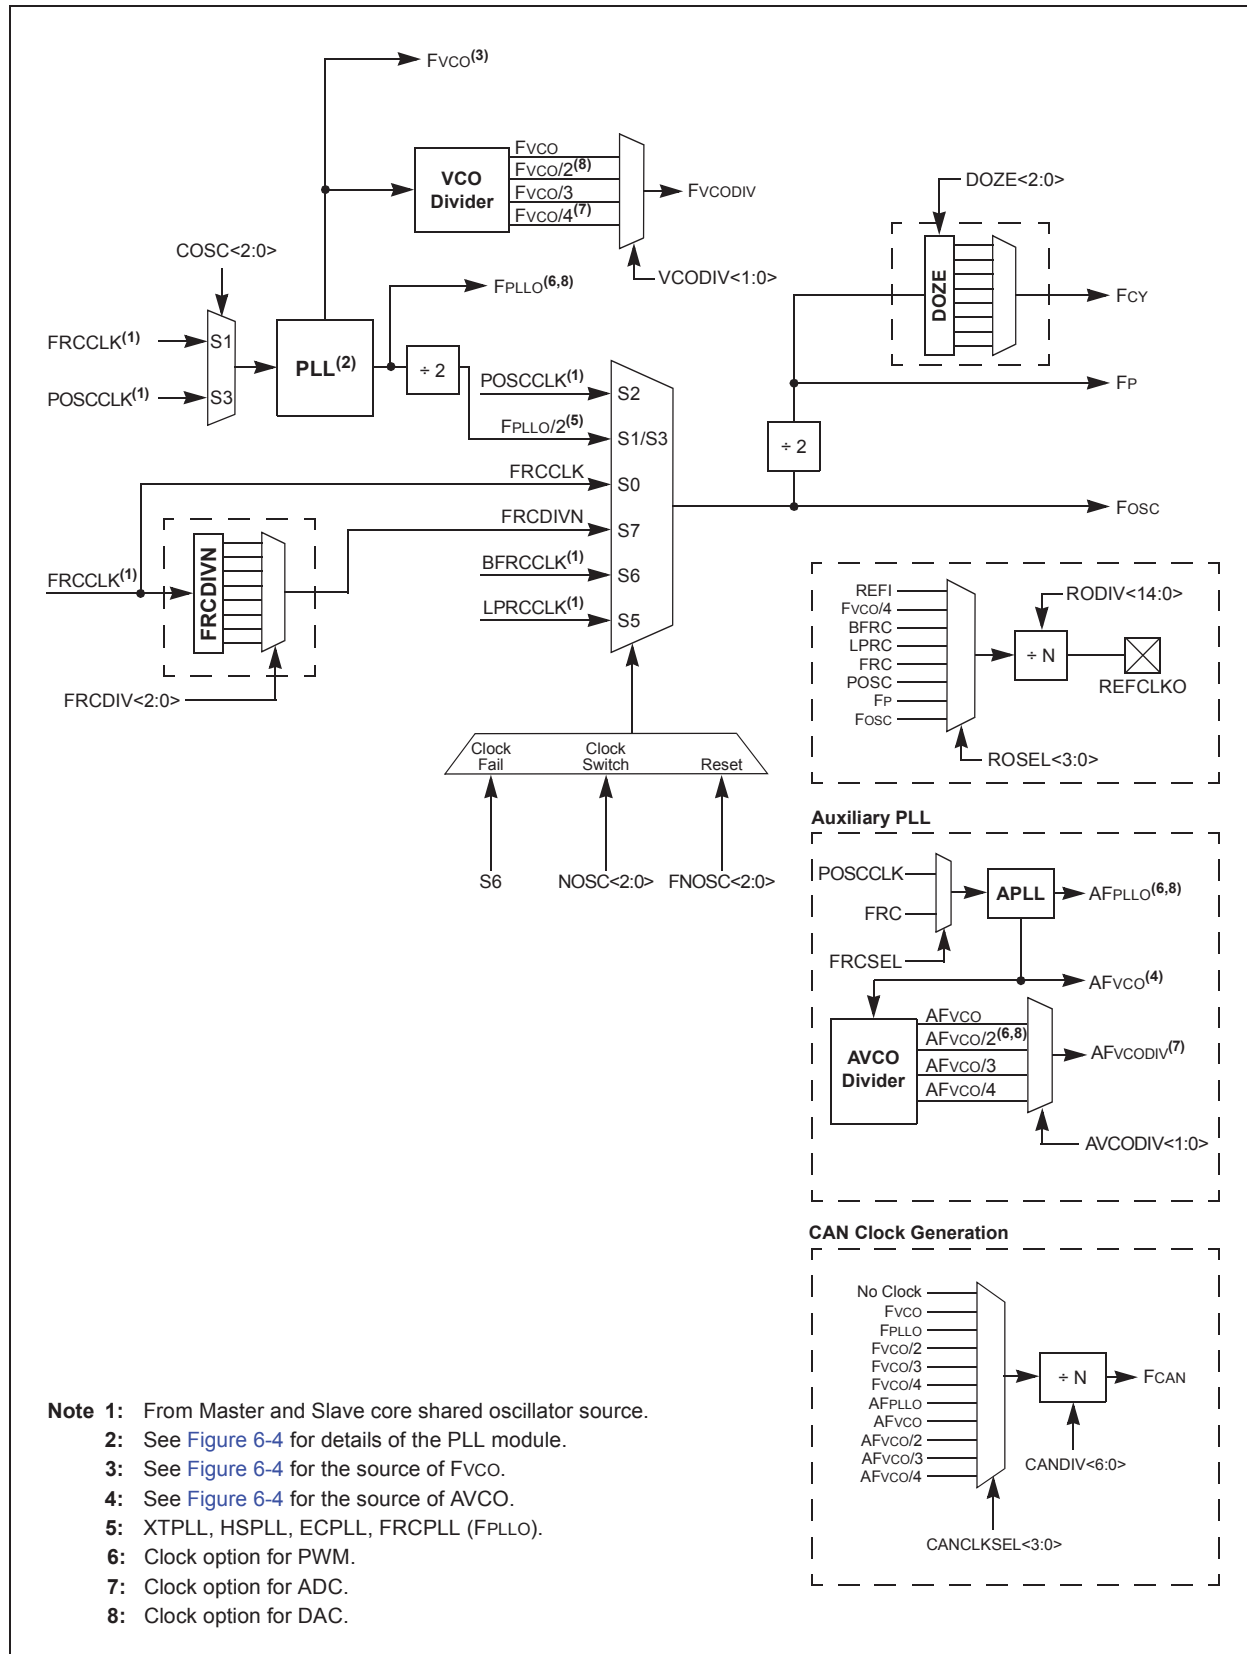 FVCO(3)
VCO
Divider
FVCO
FVCO/2(8)
FVCO/3
FVCO/4(7)
FVCODIV
VCODIV<1:0>
DOZE<2:0>
DOZE
FCY
COSC<2:0>
FPLLO(6,8)
FRCCLK(1)
S1
POSCCLK(1)
S3
PLL(2)
÷ 2
POSCCLK(1)
S2
FPLLO/2(5)
S1/S3
FRCCLK
S0
FRCDIVN
S7
BFRCCLK(1)
S6
LPRCCLK(1)
S5
FP
÷ 2
FOSC
FRCCLK(1)
FRCDIVN
FRCDIV<2:0>
Clock
Fail
Clock
Switch
Reset
S6
NOSC<2:0>
FNOSC<2:0>
REFI
FVCO/4
BFRC
LPRC
FRC
POSC
FP
FOSC
RODIV<14:0>
÷ N
REFCLKO
ROSEL<3:0>
Auxiliary PLL
POSCCLK
FRC
FRCSEL
APLL
AFPLLO(6,8)
AFVCO(4)
AVCO
Divider
AFVCO
AFVCO/2(6,8)
AFVCO/3
AFVCO/4
AFVCODIV(7)
AVCODIV<1:0>
CAN Clock Generation
No Clock
FVCO
FPLLO
FVCO/2
FVCO/3
FVCO/4
AFPLLO
AFVCO
AFVCO/2
AFVCO/3
AFVCO/4
÷ N
FCAN
CANDIV<6:0>
CANCLKSEL<3:0>
Note 1: From Master and Slave core shared oscillator source.
2: See Figure 6-4 for details of the PLL module.
3: See Figure 6-4 for the source of FVCO.
4: See Figure 6-4 for the source of AVCO.
5: XTPLL, HSPLL, ECPLL, FRCPLL (FPLLO).
6: Clock option for PWM.
7: Clock option for ADC.
8: Clock option for DAC.